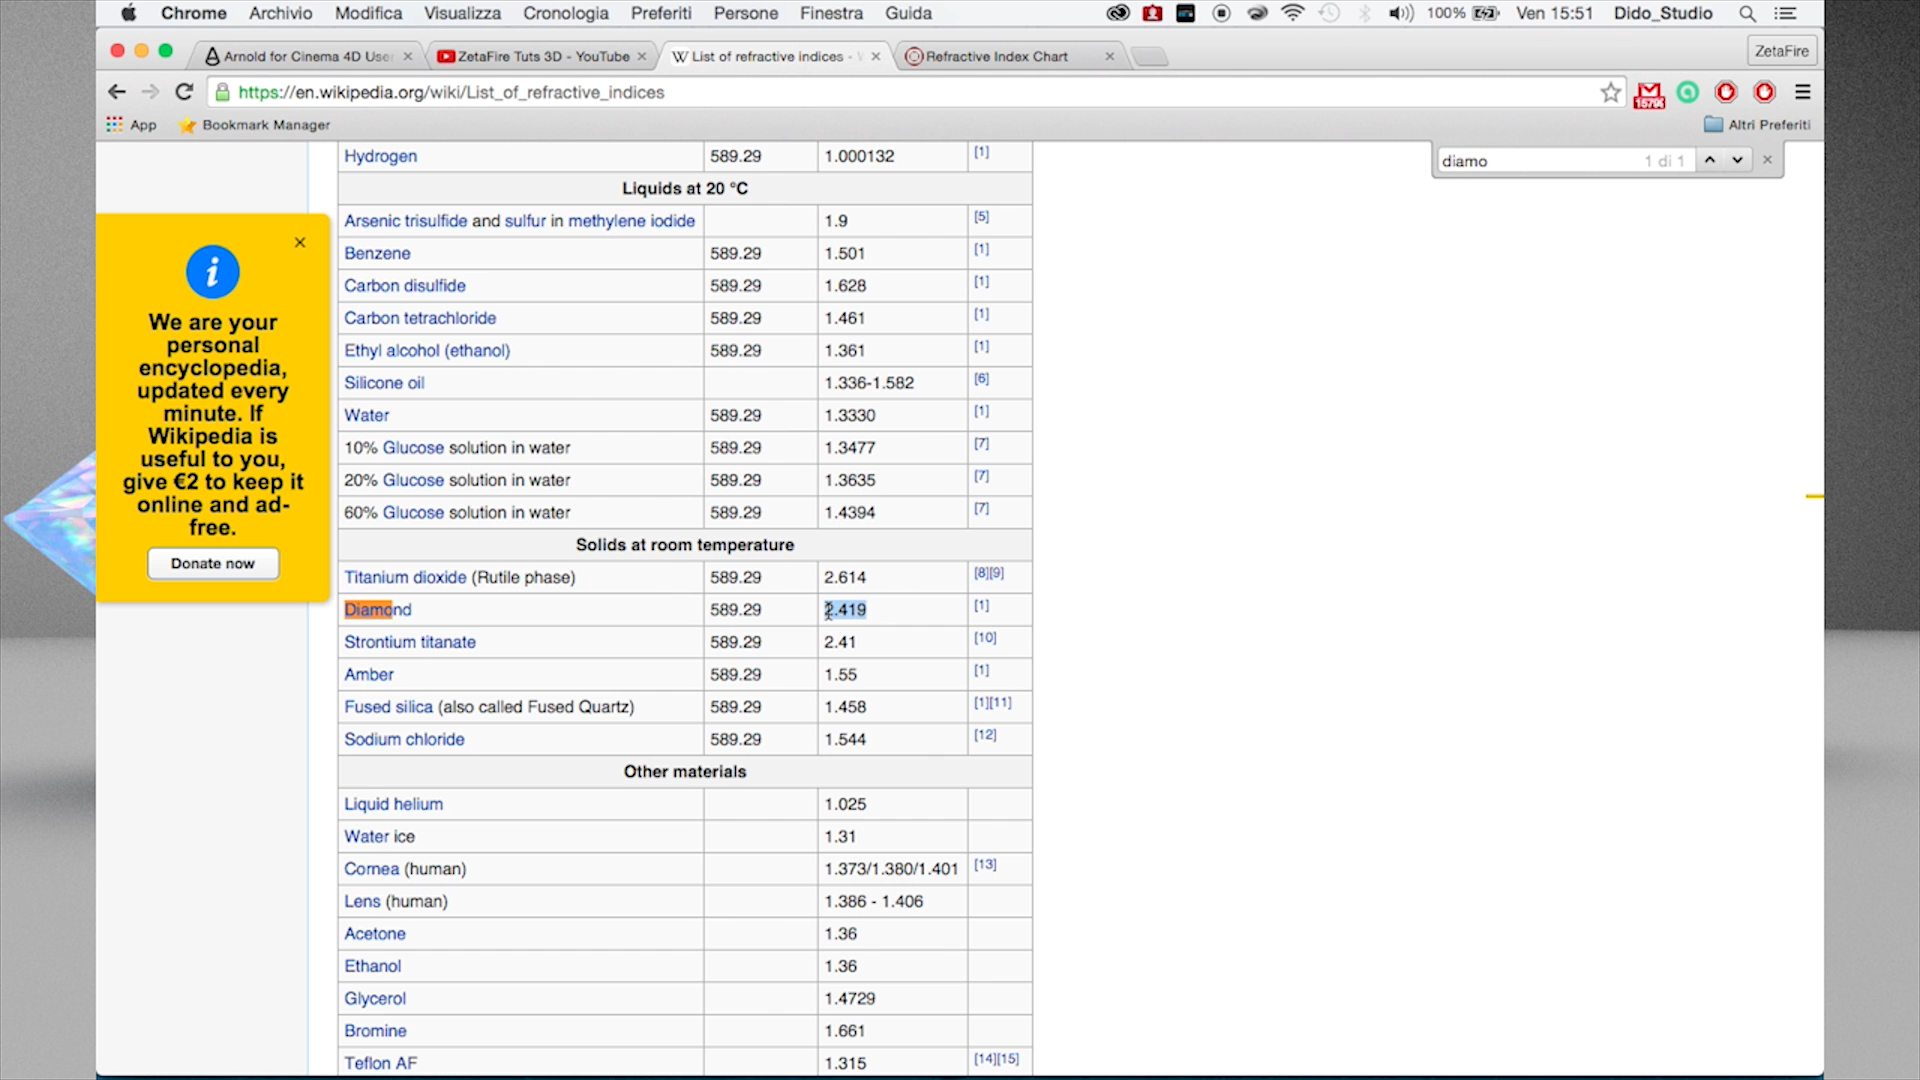 Chrome Archivio Modifica Visualizza Cronologia Preferiti Persone Finestra Guida 100% Ven 15:51 Dido_Studio
Arnold for Cinema 4D User ZetaFire Tuts 3D - YouTube List of refractive indices - W Refractive Index Chart ZetaFire
https://en.wikipedia.org/wiki/List_of_refractive_indices
App Bookmark Manager Altri Preferiti
diamo 1 di 1
Hydrogen 589.29 1.000132 [1]
Liquids at 20 °C
Arsenic trisulfide and sulfur in methylene iodide 1.9 [5]
Benzene 589.29 1.501 [1]
Carbon disulfide 589.29 1.628 [1]
Carbon tetrachloride 589.29 1.461 [1]
Ethyl alcohol (ethanol) 589.29 1.361 [1]
Silicone oil 1.336-1.582 [6]
Water 589.29 1.3330 [1]
10% Glucose solution in water 589.29 1.3477 [7]
20% Glucose solution in water 589.29 1.3635 [7]
60% Glucose solution in water 589.29 1.4394 [7]
Solids at room temperature
Titanium dioxide (Rutile phase) 589.29 2.614 [8][9]
Diamond 589.29 2.419 [1]
Strontium titanate 589.29 2.41 [10]
Amber 589.29 1.55 [1]
Fused silica (also called Fused Quartz) 589.29 1.458 [1][11]
Sodium chloride 589.29 1.544 [12]
Other materials
Liquid helium 1.025
Water ice 1.31
Cornea (human) 1.373/1.380/1.401 [13]
Lens (human) 1.386 - 1.406
Acetone 1.36
Ethanol 1.36
Glycerol 1.4729
Bromine 1.661
Teflon AF 1.315 [14][15]
We are your
personal
encyclopedia,
updated every
minute. If
Wikipedia is
useful to you,
give €2 to keep it
online and ad-
free.
Donate now